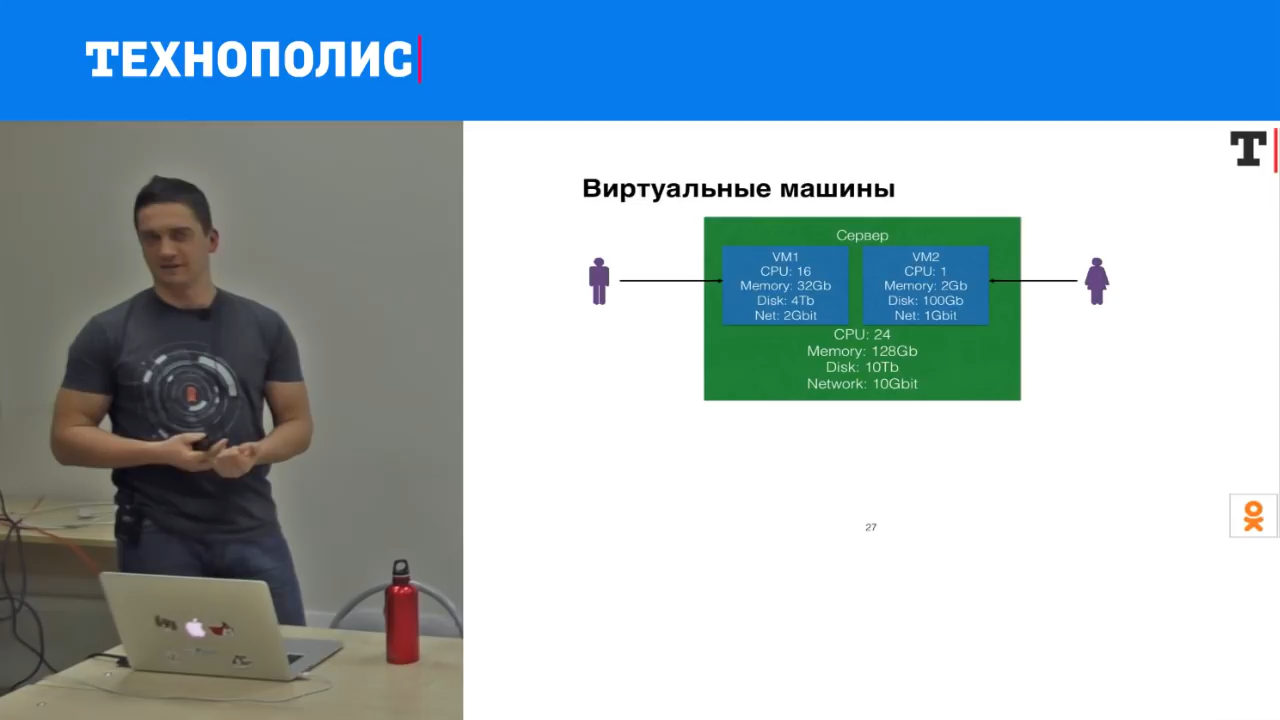 ТЕХНОПОЛИС
Т
Виртуальные машины
Сервер
VM1
CPU: 16
Memory: 32Gb
Disk: 4Tb
Net: 2Gbit
VM2
CPU: 1
Memory: 2Gb
Disk: 100Gb
Net: 1Gbit
CPU: 24
Memory: 128Gb
Disk: 10Tb
Network: 10Gbit
27